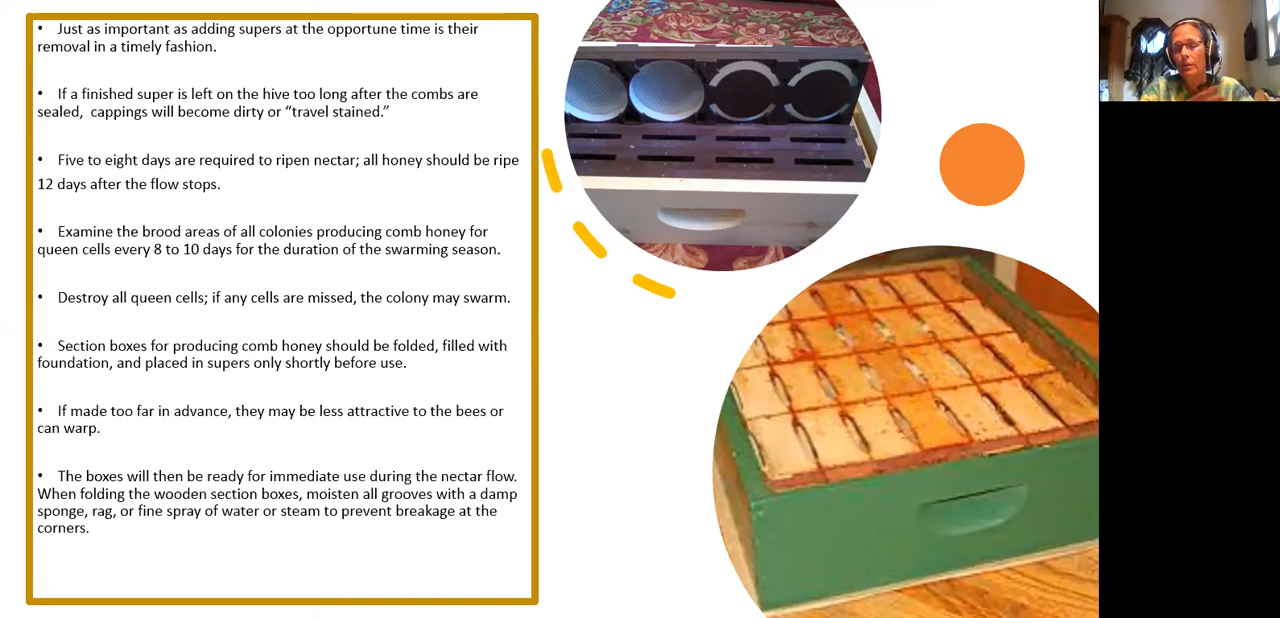 • Just as important as adding supers at the opportune time is their
removal in a timely fashion.
• If a finished super is left on the hive too long after the combs are
sealed, cappings will become dirty or “travel stained.”
• Five to eight days are required to ripen nectar; all honey should be ripe
12 days after the flow stops.
• Examine the brood areas of all colonies producing comb honey for
queen cells every 8 to 10 days for the duration of the swarming season.
• Destroy all queen cells; if any cells are missed, the colony may swarm.
• Section boxes for producing comb honey should be folded, filled with
foundation, and placed in supers only shortly before use.
• If made too far in advance, they may be less attractive to the bees or
can warp.
• The boxes will then be ready for immediate use during the nectar flow.
When folding the wooden section boxes, moisten all grooves with a damp
sponge, rag, or fine spray of water or steam to prevent breakage at the
corners.